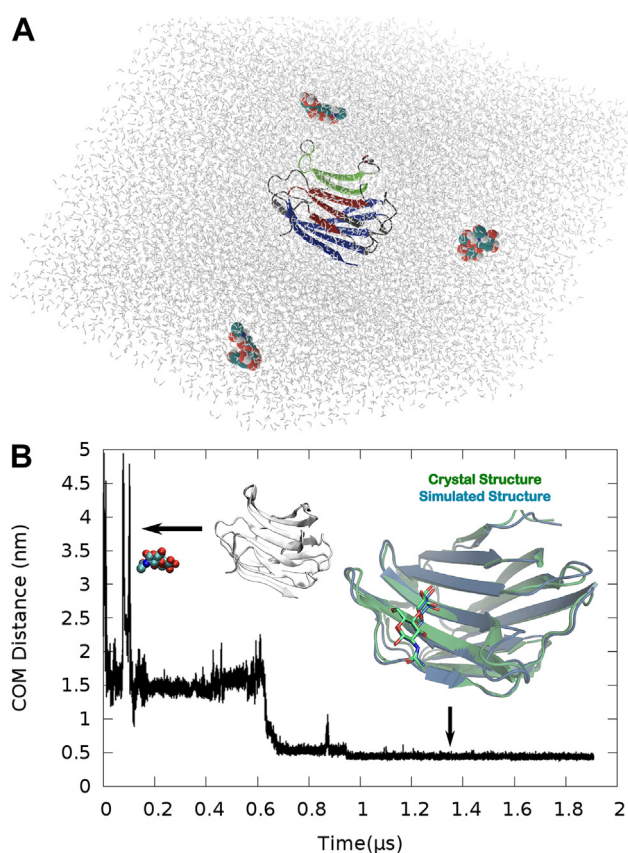 A
B
Crystal Structure
Simulated Structure
COM Distance (nm)
5
4.5
4
3.5
3
2.5
2
1.5
1
0.5
0
0 0.2 0.4 0.6 0.8 1 1.2 1.4 1.6 1.8 2
Time(μs)